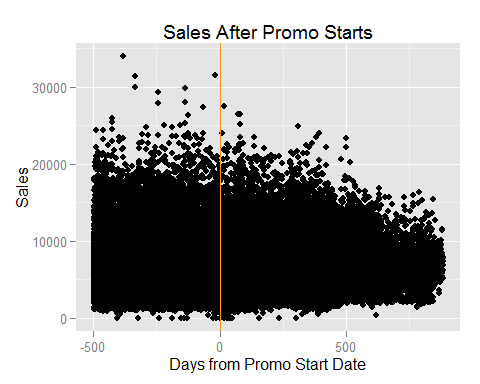 Sales After Promo Starts
30000
20000
10000
0
Sales
-500
0
500
Days from Promo Start Date